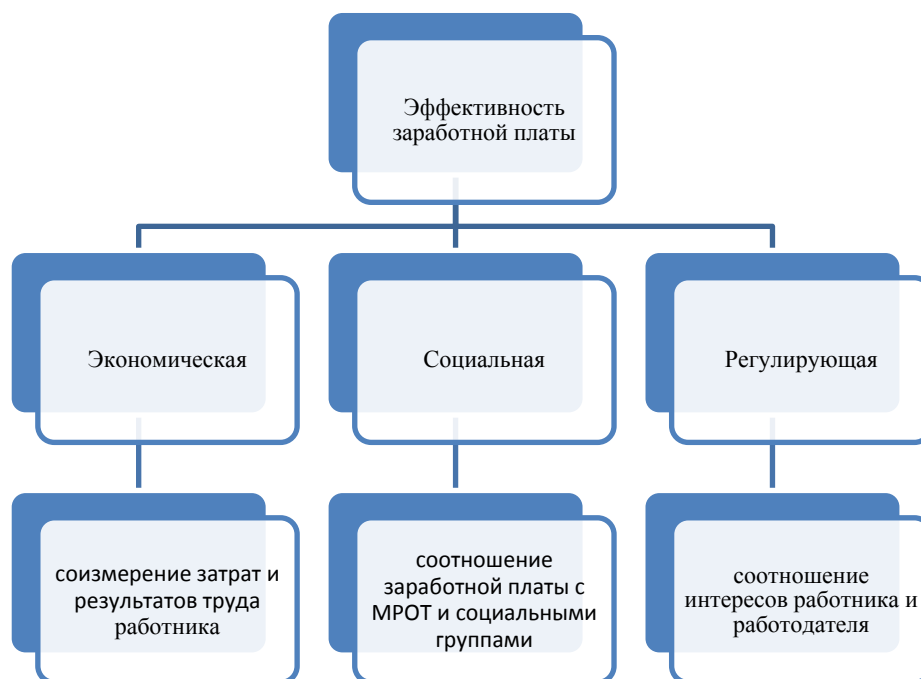 Эффективность
заработной платы
Экономическая
Социальная
Регулирующая
соизмерение затрат и
результатов труда
работника
соотношение
заработной платы с
МРОТ и социальными
группами
соотношение
интересов работника и
работодателя